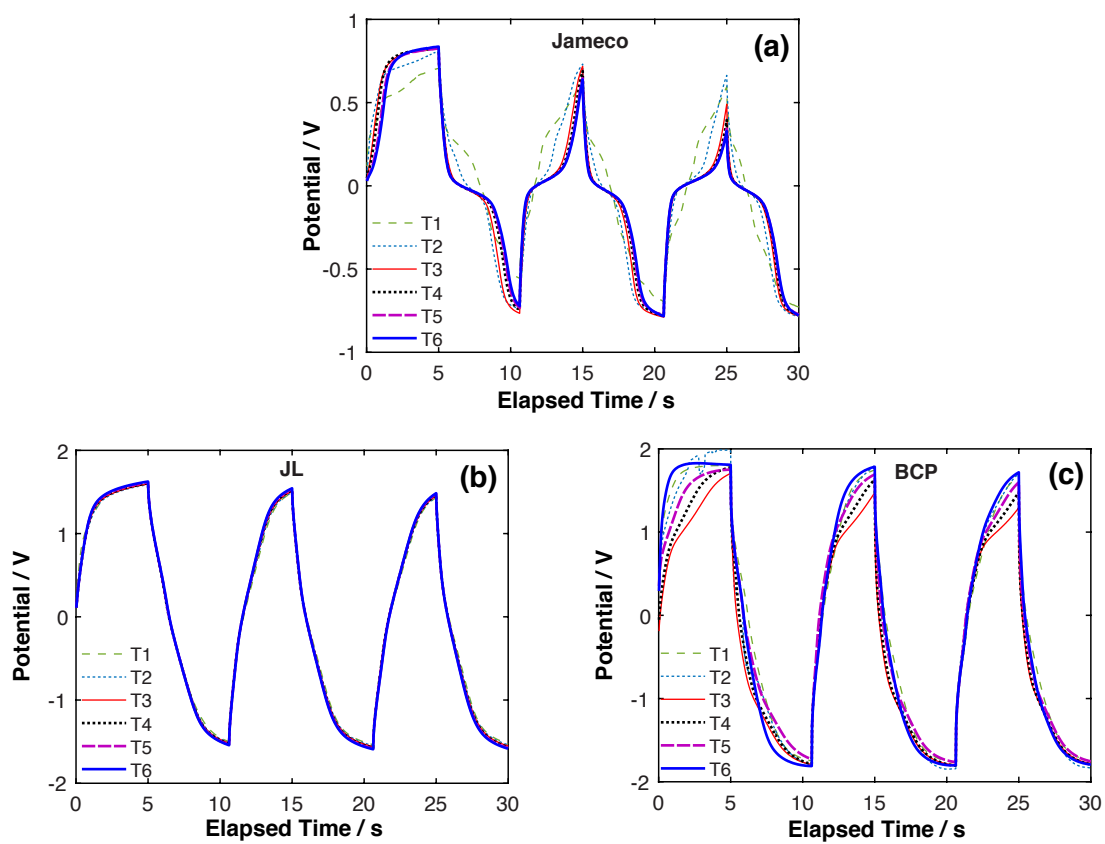 Jameco
(a)
Potential / V
1
0.5
0
-0.5
-1
T1
T2
T3
T4
T5
T6
0 5 10 15 20 25 30
Elapsed Time / s
JL
(b)
Potential / V
2
1
0
-1
-2
T1
T2
T3
T4
T5
T6
0 5 10 15 20 25 30
Elapsed Time / s
BCP
(c)
Potential / V
2
1
0
-1
-2
T1
T2
T3
T4
T5
T6
0 5 10 15 20 25 30
Elapsed Time / s